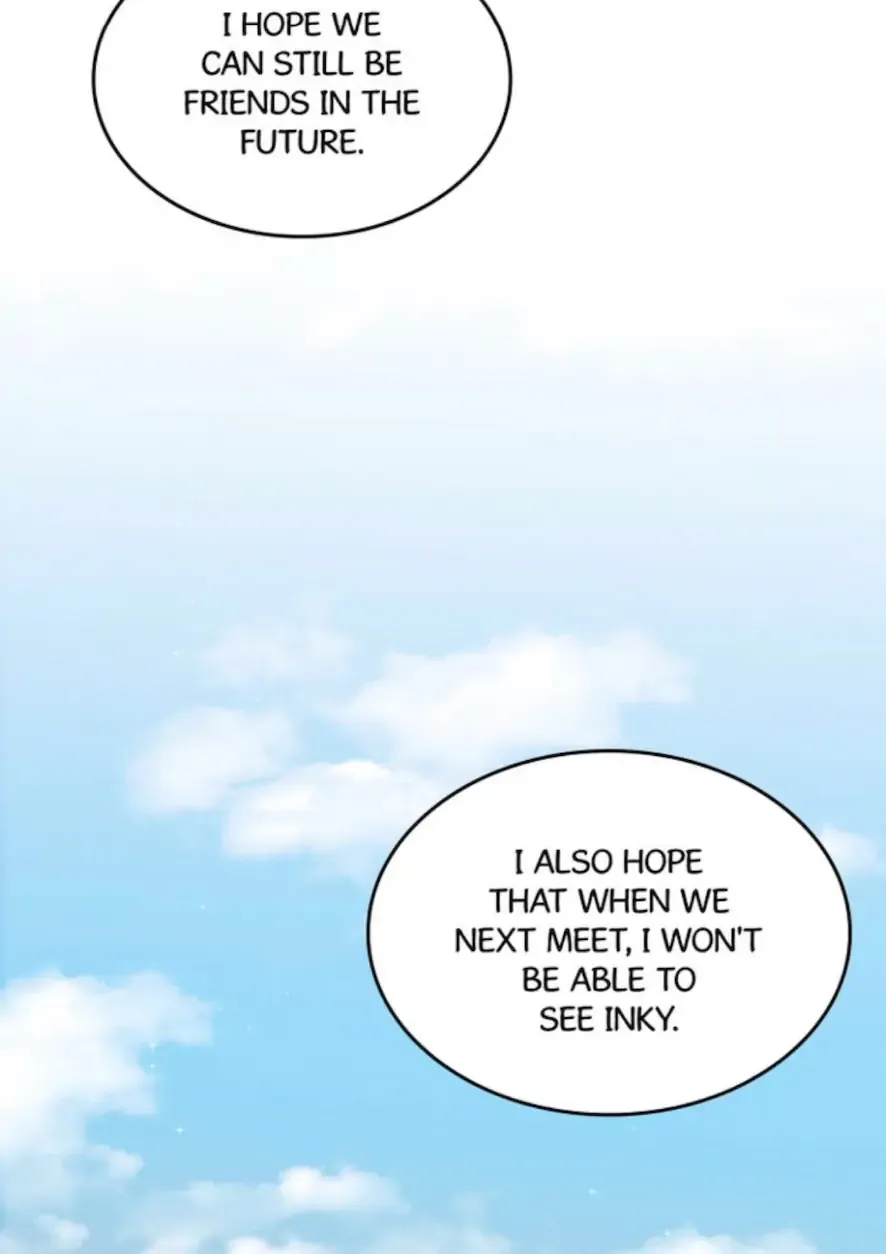 I HOPE WE
CAN STILL BE
FRIENDS IN THE
FUTURE.
I ALSO HOPE
THAT WHEN WE
NEXT MEET, I WON'T
BE ABLE TO
SEE INKY.